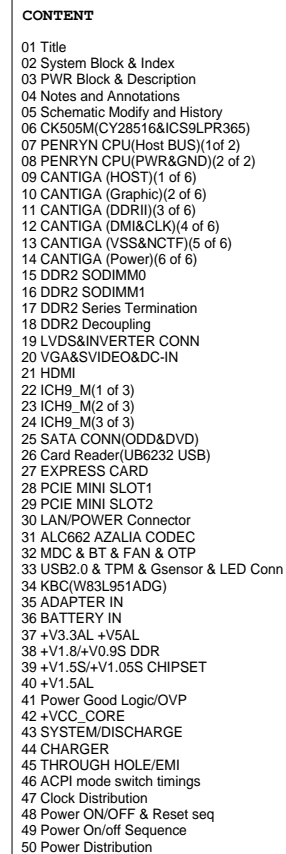 CONTENT
01 Title
02 System Block & Index
03 PWR Block & Description
04 Notes and Annotations
05 Schematic Modify and History
06 CK505M(CY28516&ICS9LPR365)
07 PENRYN CPU(Host BUS)(1of 2)
08 PENRYN CPU(PWR&GND)(2 of 2)
09 CANTIGA (HOST)(1 of 6)
10 CANTIGA (Graphic)(2 of 6)
11 CANTIGA (DDRII)(3 of 6)
12 CANTIGA (DMI&CLK)(4 of 6)
13 CANTIGA (VSS&NCTF)(5 of 6)
14 CANTIGA (Power)(6 of 6)
15 DDR2 SODIMM0
16 DDR2 SODIMM1
17 DDR2 Series Termination
18 DDR2 Decoupling
19 LVDS&INVERTER CONN
20 VGA&SVIDEO&DC-IN
21 HDMI
22 ICH9_M(1 of 3)
23 ICH9_M(2 of 3)
24 ICH9_M(3 of 3)
25 SATA CONN(ODD&DVD)
26 Card Reader(UB6232 USB)
27 EXPRESS CARD
28 PCIE MINI SLOT1
29 PCIE MINI SLOT2
30 LAN/POWER Connector
31 ALC662 AZALIA CODEC
32 MDC & BT & FAN & OTP
33 USB2.0 & TPM & Gsensor & LED Conn
34 KBC(W83L951ADG)
35 ADAPTER IN
36 BATTERY IN
37 +V3.3AL +V5AL
38 +V1.8/+V0.9S DDR
39 +V1.5S/+V1.05S CHIPSET
40 +V1.5AL
41 Power Good Logic/OVP
42 +VCC_CORE
43 SYSTEM/DISCHARGE
44 CHARGER
45 THROUGH HOLE/EMI
46 ACPI mode switch timings
47 Clock Distribution
48 Power ON/OFF & Reset seq
49 Power On/off Sequence
50 Power Distribution